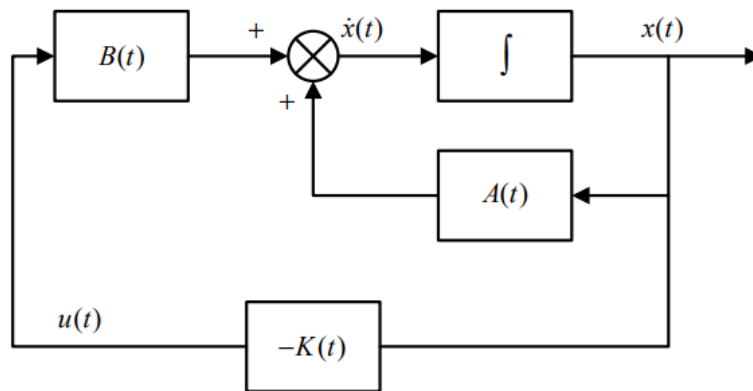 B(t)
+
ẋ(t)
∫
x(t)
+
A(t)
u(t)
−K(t)